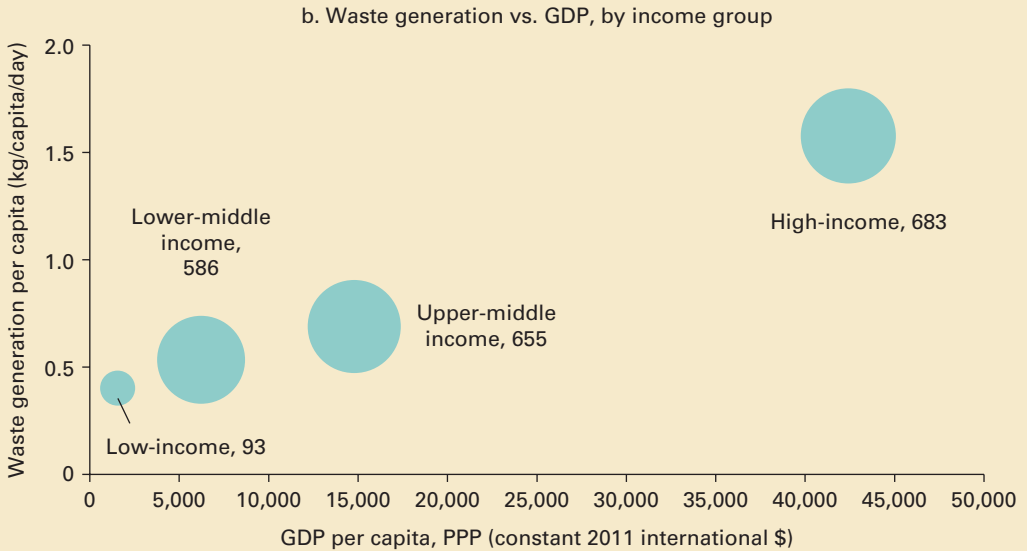 b. Waste generation vs. GDP, by income group
Waste generation per capita (kg/capita/day)
2.0
1.5
1.0
0.5
0
Lower-middle
income,
586
Upper-middle
income, 655
High-income, 683
Low-income, 93
0 5,000 10,000 15,000 20,000 25,000 30,000 35,000 40,000 45,000 50,000
GDP per capita, PPP (constant 2011 international $)